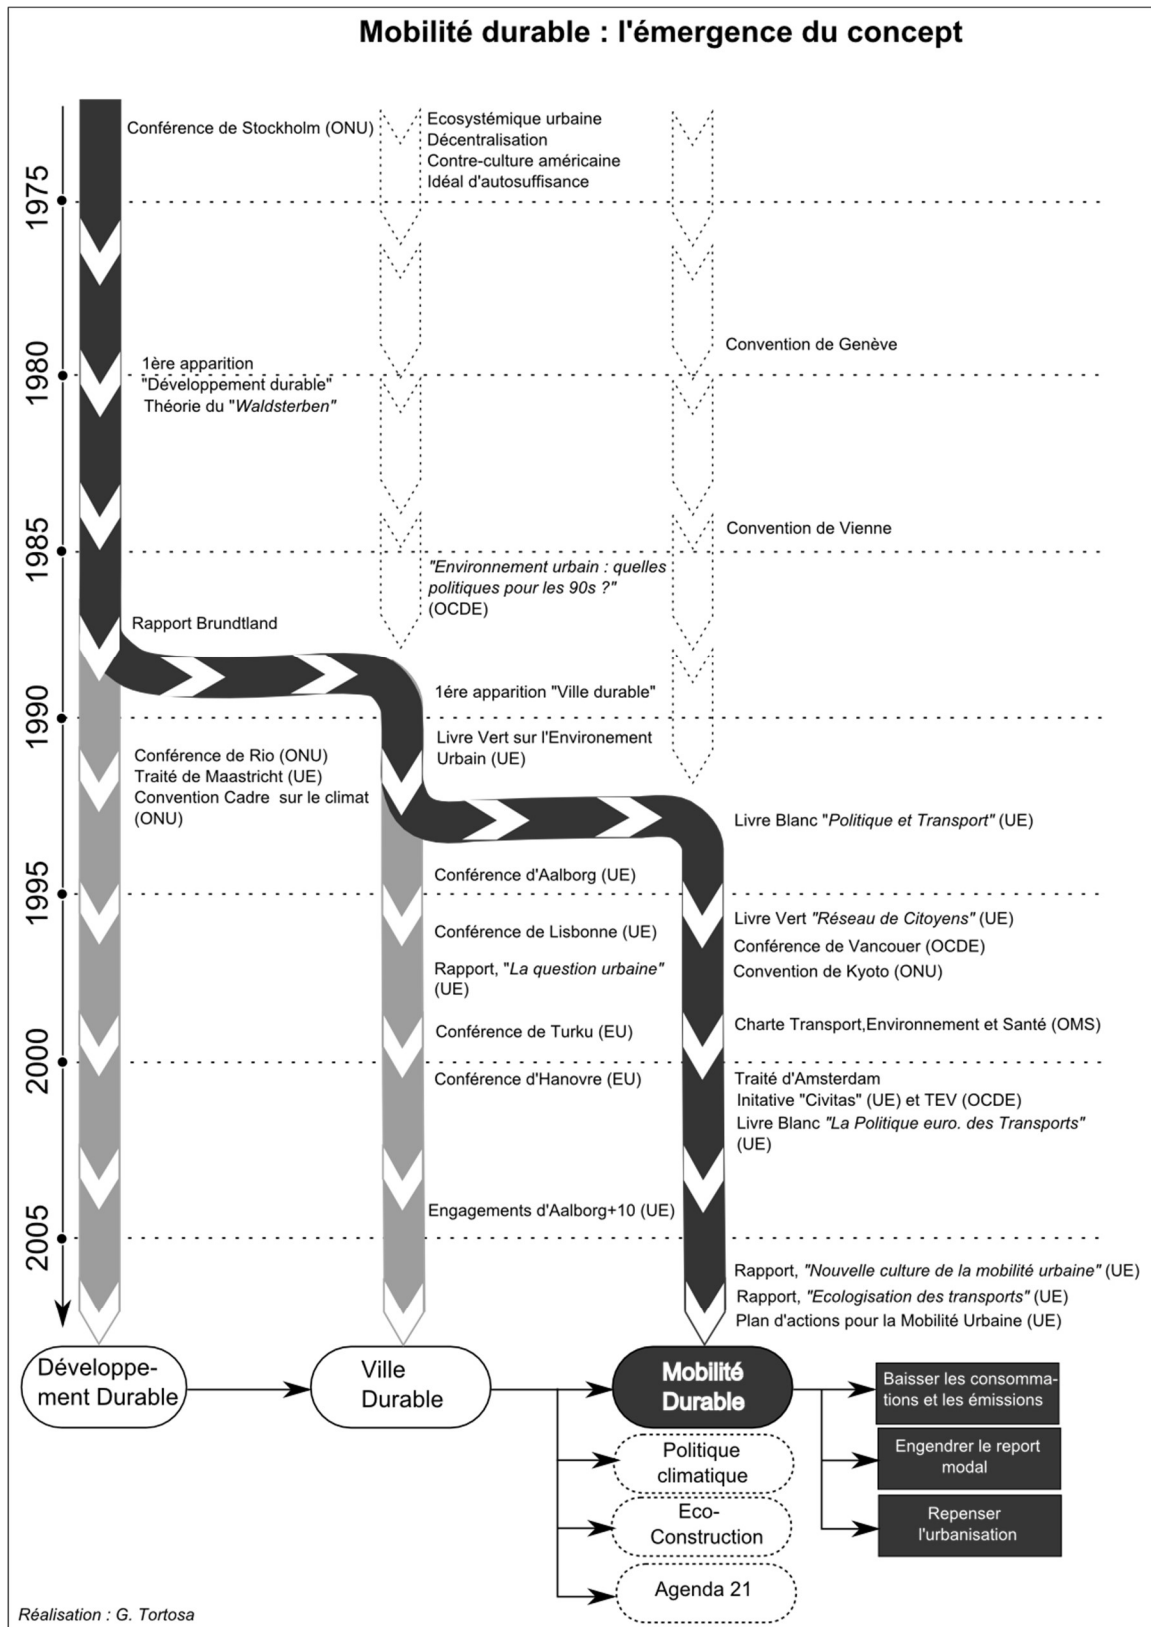 Mobilité durable : l'émergence du concept
Conférence de Stockholm (ONU)
Ecosystémique urbaine
Décentralisation
Contre-culture américaine
Idéal d'autosuffisance
1975
Convention de Genève
1980
1ère apparition
"Développement durable"
Théorie du "Waldsterben"
Convention de Vienne
1985
"Environnement urbain : quelles
politiques pour les 90s ?"
(OCDE)
Rapport Brundtland
1ére apparition "Ville durable"
1990
Livre Vert sur l'Environement
Urbain (UE)
Conférence de Rio (ONU)
Traité de Maastricht (UE)
Convention Cadre sur le climat
(ONU)
Livre Blanc "Politique et Transport" (UE)
Conférence d'Aalborg (UE)
1995
Livre Vert "Réseau de Citoyens" (UE)
Conférence de Lisbonne (UE)
Conférence de Vancouer (OCDE)
Rapport, "La question urbaine"
(UE)
Convention de Kyoto (ONU)
Conférence de Turku (EU)
Charte Transport,Environnement et Santé (OMS)
2000
Conférence d'Hanovre (EU)
Traité d'Amsterdam
Initative "Civitas" (UE) et TEV (OCDE)
Livre Blanc "La Politique euro. des Transports"
(UE)
Engagements d'Aalborg+10 (UE)
2005
Rapport, "Nouvelle culture de la mobilité urbaine" (UE)
Rapport, "Ecologisation des transports" (UE)
Plan d'actions pour la Mobilité Urbaine (UE)
Développe-
ment Durable
Ville
Durable
Mobilité
Durable
Baisser les consomma-
tions et les émissions
Politique
climatique
Engendrer le report
modal
Eco-
Construction
Repenser
l'urbanisation
Agenda 21
Réalisation : G. Tortosa